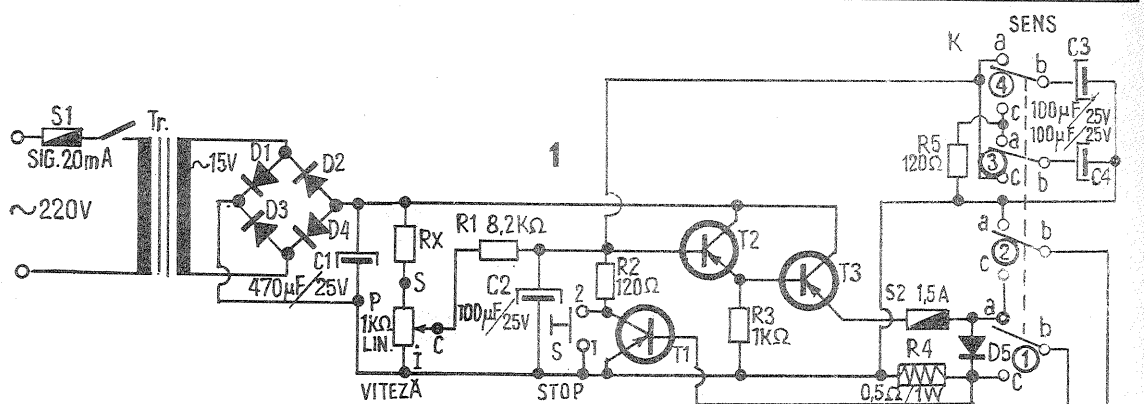 SENS
K
a
b
C3
4
c
100µF/25V
100µF/25V
a
3
b
C4
C
R5
120Ω
S1
Tr.
SIG.20mA
~15V
~220V
D1
D2
D3
D4
1
C1
470µF/25V
RX
S
P
1KΩ
LIN.
C
İ
VITEZĂ
R1 8,2KΩ
C2
100µF/25V
S
2
1
STOP
R2
120Ω
T1
T2
T3
R3
1KΩ
S2 1,5A
R4
0,5Ω/1W
D5
a
b
2
c
a
b
1
C